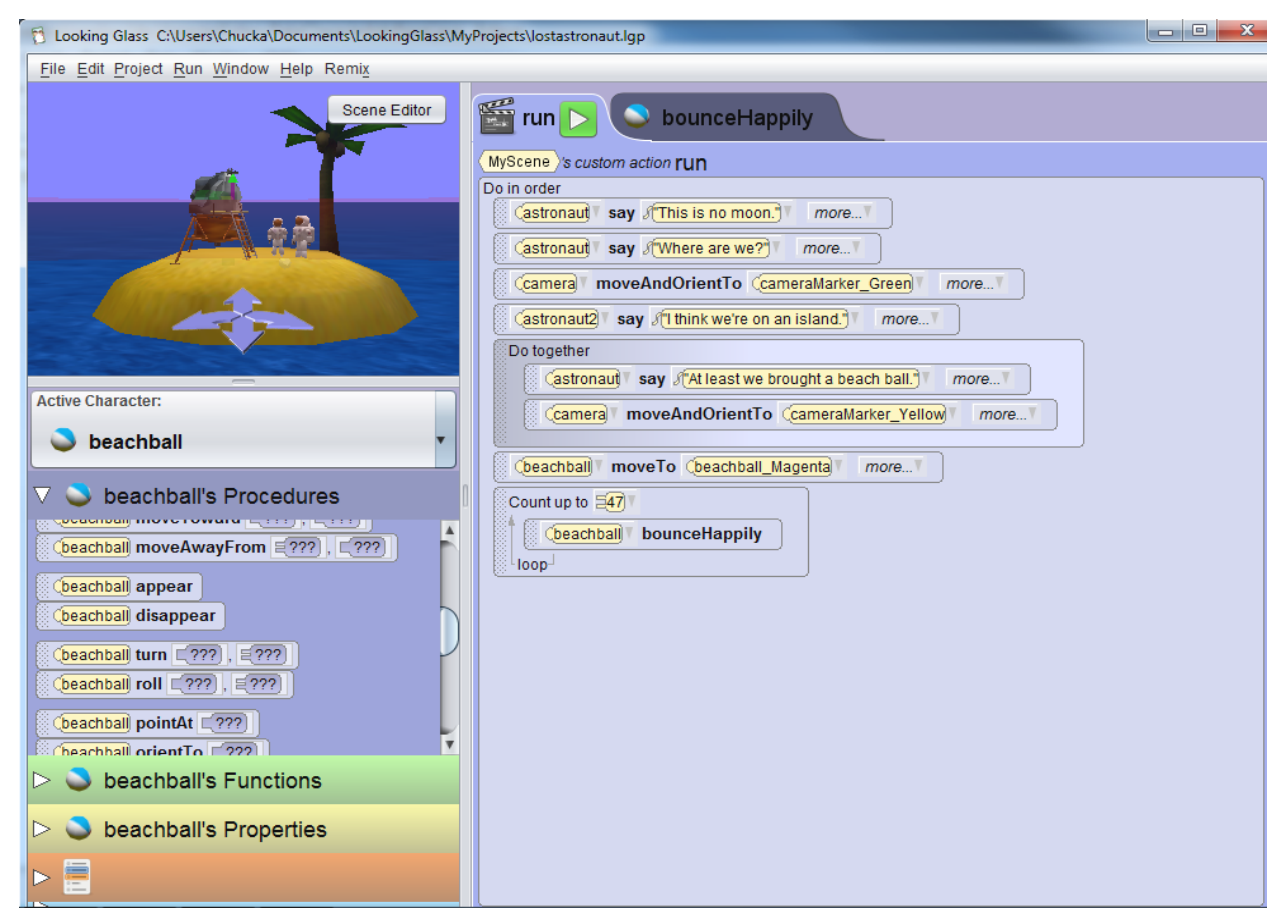 Looking Glass C:\Users\Chucka\Documents\LookingGlass\MyProjects\lostastronaut.lgp
File Edit Project Run Window Help Remix
Scene Editor
run bounceHappily
MyScene 's custom action run
Do in order
astronaut say "This is no moon." more...
astronaut say "Where are we?" more...
camera moveAndOrientTo cameraMarker_Green more...
astronaut2 say "I think we're on an island." more...
Do together
astronaut say "At least we brought a beach ball." more...
camera moveAndOrientTo cameraMarker_Yellow more...
beachball moveTo beachball_Magenta more...
Count up to 47
beachball bounceHappily
loop
Active Character:
beachball
beachball's Procedures
beachball moveToward ??? , ???
beachball moveAwayFrom ??? , ???
beachball appear
beachball disappear
beachball turn ??? , ???
beachball roll ??? , ???
beachball pointAt ???
beachball orientTo ???
beachball's Functions
beachball's Properties